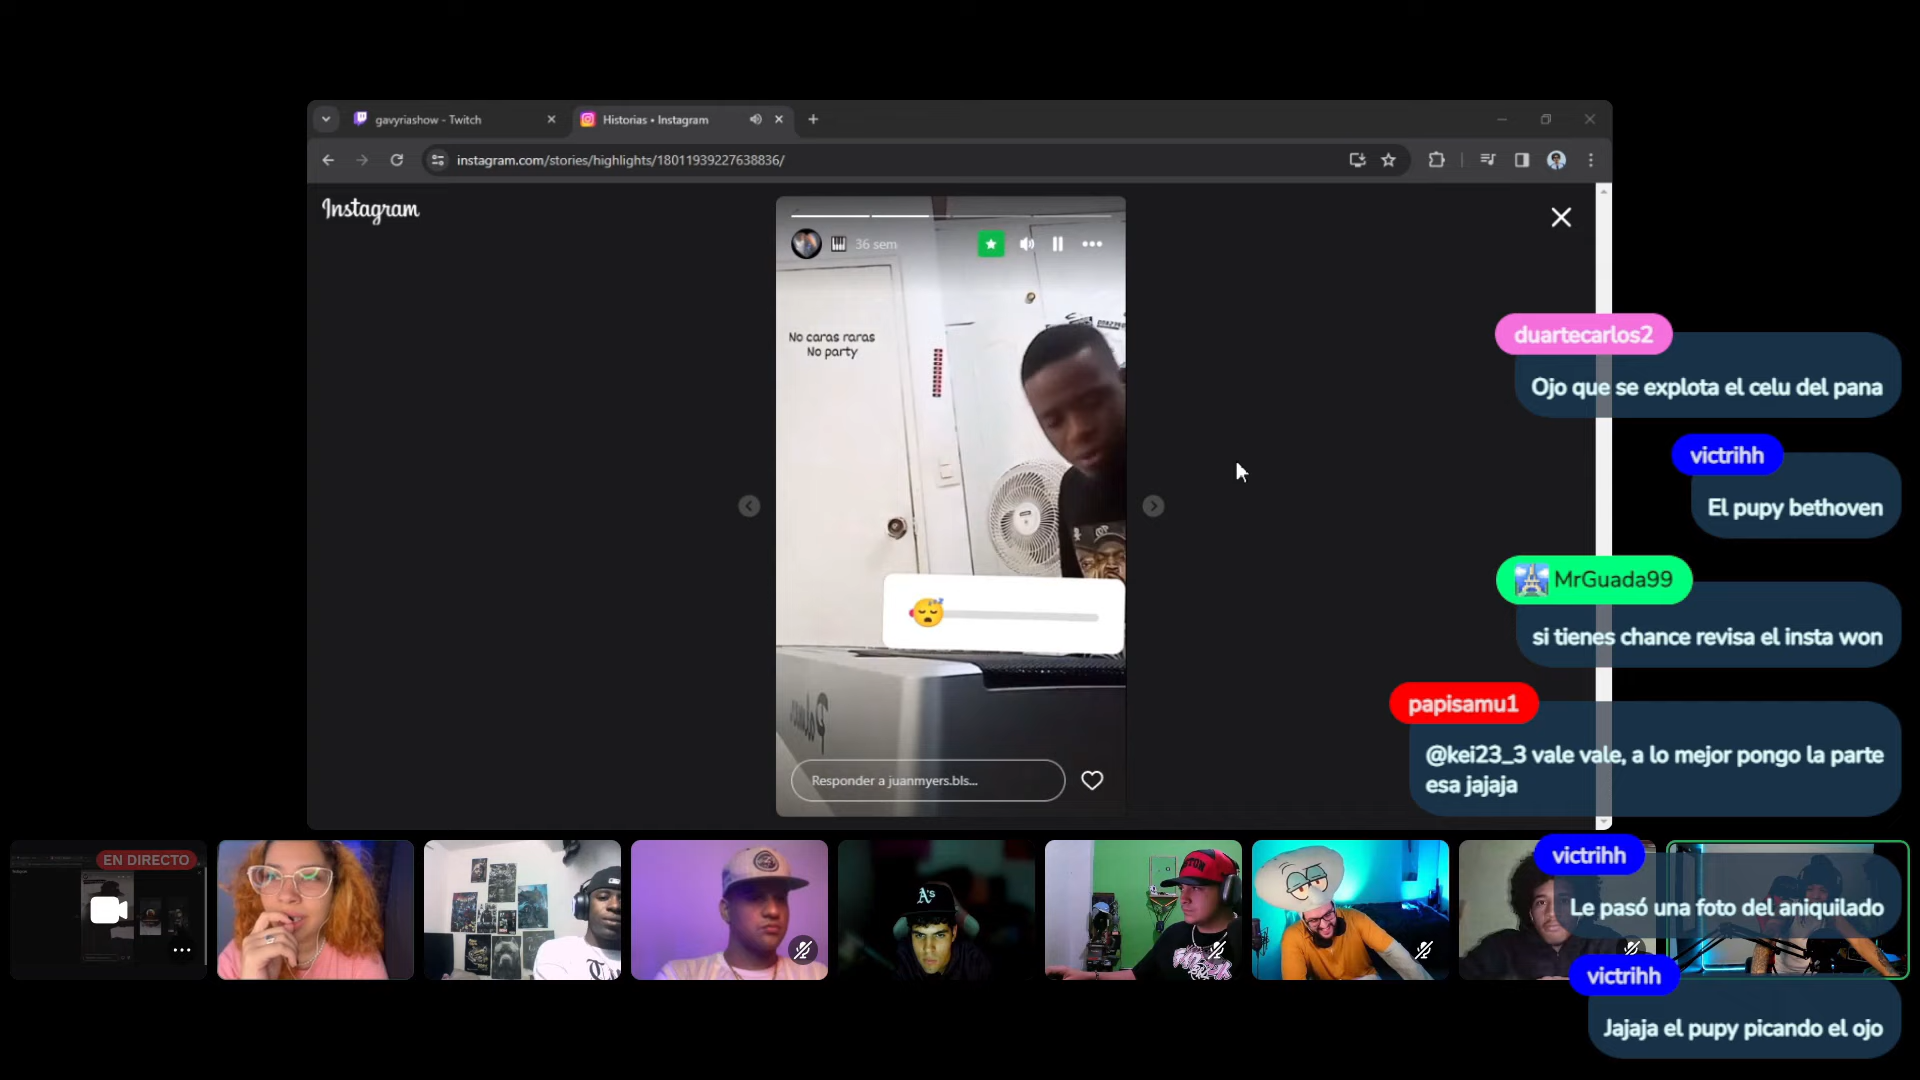 gavyriashow - Twitch
Historias • Instagram
instagram.com/stories/highlights/18011939227638836/
Instagram
36 sem
No caras raras
No party
Responder a juanmyers.bls...
duartecarlos2
Ojo que se explota el celu del pana
victrihh
El pupy bethoven
MrGuada99
si tienes chance revisa el insta won
papisamu1
@kei23_3 vale vale, a lo mejor pongo la parte
esa jajaja
victrihh
Le pasó una foto del aniquilado
victrihh
Jajaja el pupy picando el ojo
EN DIRECTO
A's